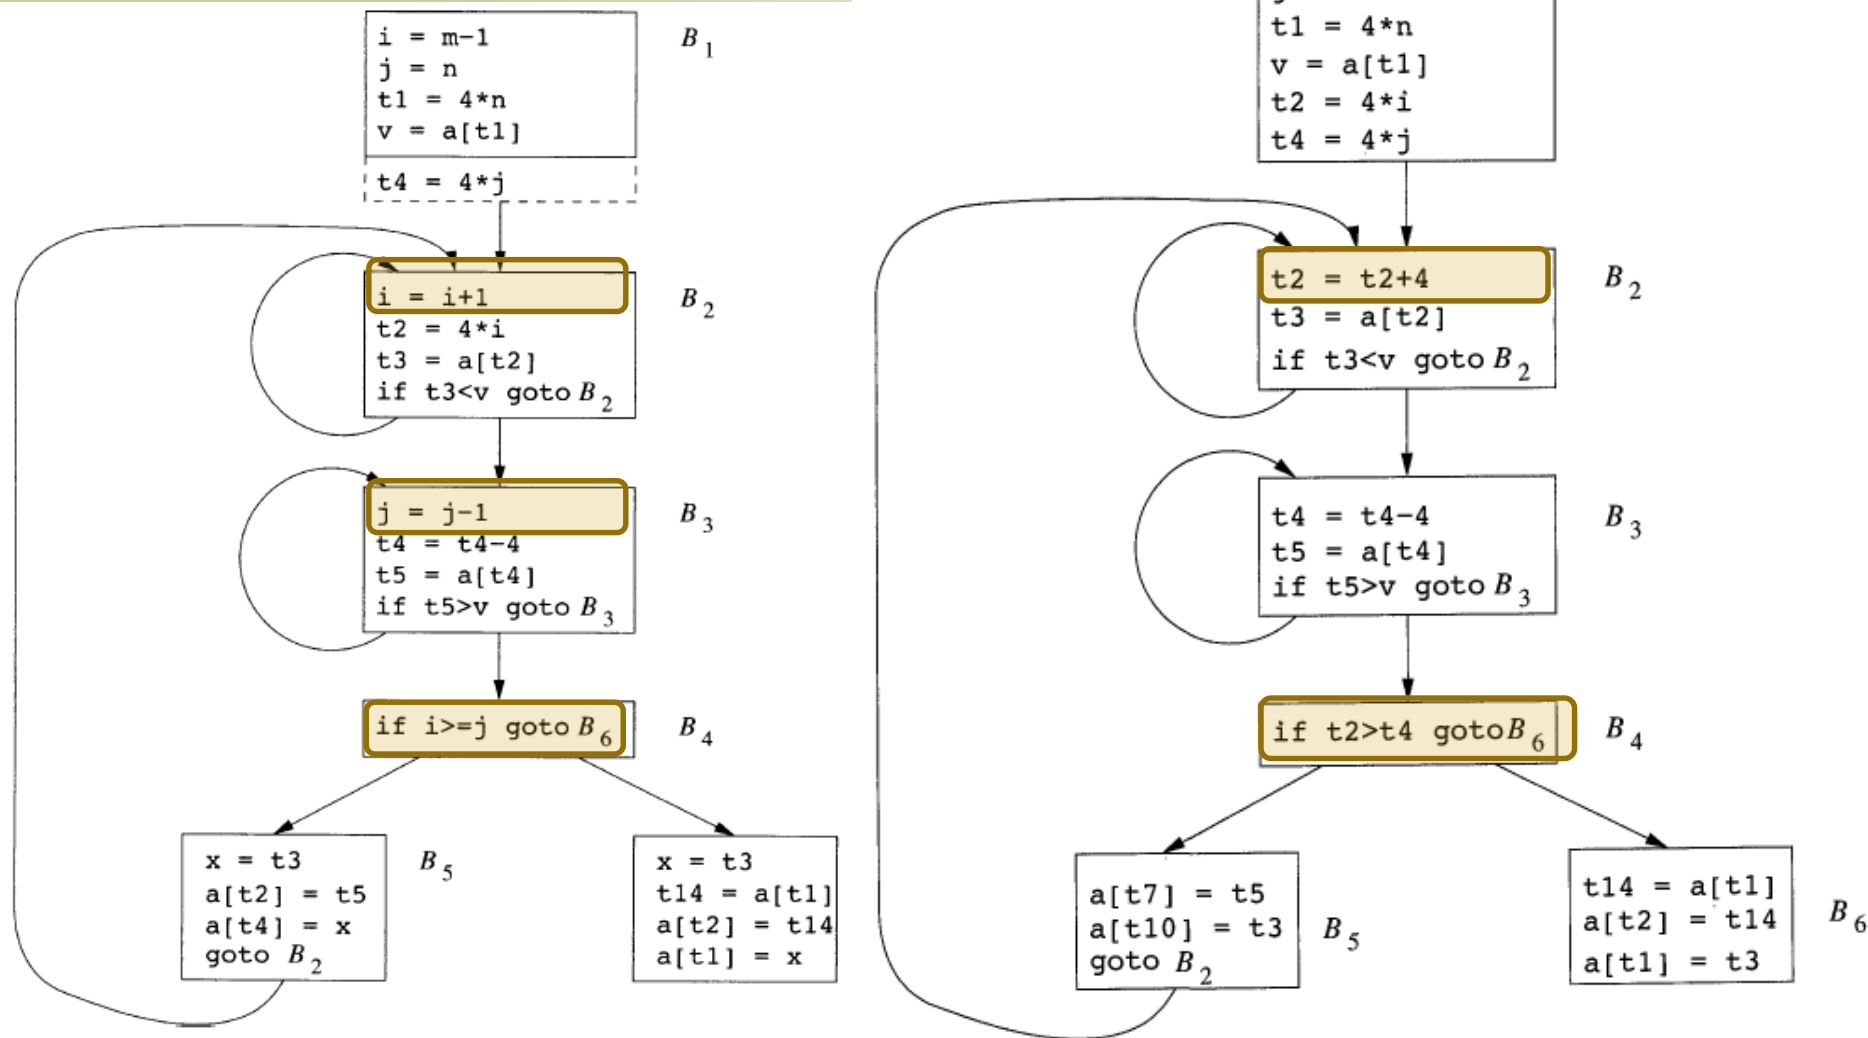 i = m-1
j = n
t1 = 4*n
v = a[t1]
B1
t4 = 4*j
i = i+1
t2 = 4*i
t3 = a[t2]
if t3<v goto B2
B2
j = j-1
t4 = t4-4
t5 = a[t4]
if t5>v goto B3
B3
if i>=j goto B6
B4
x = t3
a[t2] = t5
a[t4] = x
goto B2
B5
x = t3
t14 = a[t1]
a[t2] = t14
a[t1] = x
t1 = 4*n
v = a[t1]
t2 = 4*i
t4 = 4*j
t2 = t2+4
t3 = a[t2]
if t3<v goto B2
B2
t4 = t4-4
t5 = a[t4]
if t5>v goto B3
B3
if t2>t4 goto B6
B4
a[t7] = t5
a[t10] = t3
goto B2
B5
t14 = a[t1]
a[t2] = t14
a[t1] = t3
B6